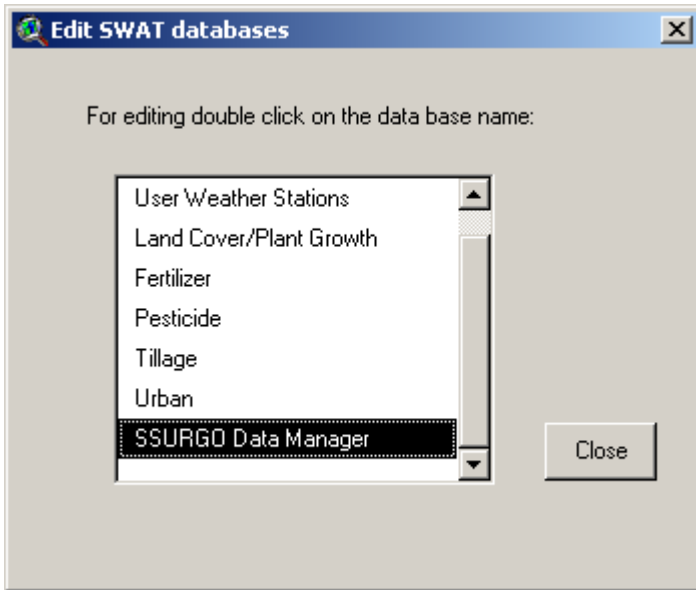 Edit SWAT databases
For editing double click on the data base name:
User Weather Stations
Land Cover/Plant Growth
Fertilizer
Pesticide
Tillage
Urban
SSURGO Data Manager
Close